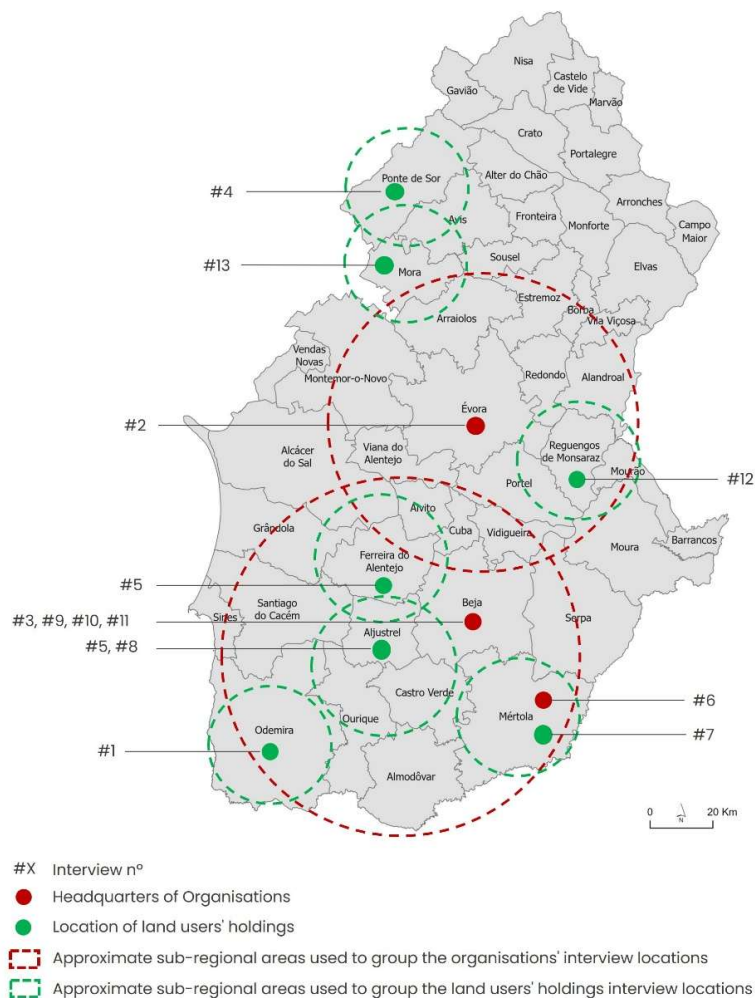 Nisa
Castelo
de Vide
Gavião
Marvão
Crato
Portalegre
Ponte de Sor
#4
Alter do Chão
Arronches
Avis
Fronteira
Monforte
Campo
Maior
#13
Mora
Sousel
Elvas
Estremoz
Borba
Arraiolos
Vila Viçosa
Vendas
Novas
Montemor-o-Novo
Redondo
Alandroal
Évora
#2
Reguengos
de Monsaraz
Alcácer
do Sal
Viana do
Alentejo
Mourão
Portel
#12
Alvito
Grândola
Cuba
Vidigueira
Barrancos
Moura
Ferreira do
Alentejo
#5
Santiago
do Cacém
Sines
Beja
Serpa
#3, #9, #10, #11
Aljustrel
#5, #8
Castro Verde
#6
Mértola
Ourique
Odemira
#7
#1
Almodôvar
0 20 Km
N
#X Interview nº
Headquarters of Organisations
Location of land users' holdings
Approximate sub-regional areas used to group the organisations' interview locations
Approximate sub-regional areas used to group the land users' holdings interview locations